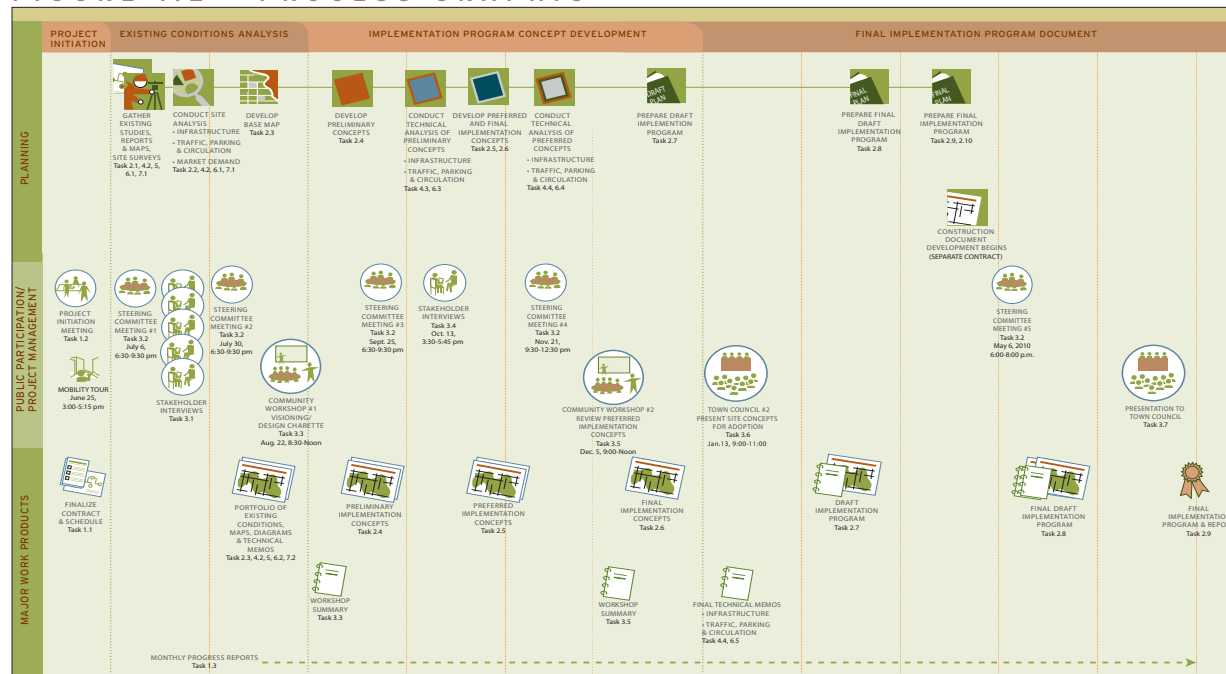 PROJECT
INITIATION
EXISTING CONDITIONS ANALYSIS
IMPLEMENTATION PROGRAM CONCEPT DEVELOPMENT
FINAL IMPLEMENTATION PROGRAM DOCUMENT
PLANNING
GATHER
EXISTING
STUDIES,
REPORTS
& MAPS,
SITE SURVEYS
Task 2.1, 4.2, 5,
6.1, 7.1
CONDUCT SITE
ANALYSIS
• INFRASTRUCTURE
• TRAFFIC, PARKING
& CIRCULATION
• MARKET DEMAND
Task 2.2, 4.2, 6.1, 7.1
DEVELOP
BASE MAP
Task 2.3
DEVELOP
PRELIMINARY
CONCEPTS
Task 2.4
CONDUCT
TECHNICAL
ANALYSIS OF
PRELIMINARY
CONCEPTS
• INFRASTRUCTURE
• TRAFFIC, PARKING
& CIRCULATION
Task 4.3, 6.3
DEVELOP PREFERRED
AND FINAL
IMPLEMENTATION
CONCEPTS
Task 2.5, 2.6
CONDUCT
TECHNICAL
ANALYSIS OF
PREFERRED
CONCEPTS
• INFRASTRUCTURE
• TRAFFIC, PARKING
& CIRCULATION
Task 4.4, 6.4
DRAFT
PLAN
PREPARE DRAFT
IMPLEMENTATION
PROGRAM
Task 2.7
FINAL
PLAN
PREPARE FINAL
DRAFT
IMPLEMENTATION
PROGRAM
Task 2.8
FINAL
PLAN
PREPARE FINAL
IMPLEMENTATION
PROGRAM
Task 2.9, 2.10
CONSTRUCTION
DOCUMENT
DEVELOPMENT BEGINS
(SEPARATE CONTRACT)
PUBLIC PARTICIPATION/
PROJECT MANAGEMENT
PROJECT
INITIATION
MEETING
Task 1.2
MOBILITY TOUR
June 25,
3:00-5:15 pm
STEERING
COMMITTEE
MEETING #1
Task 3.2
July 6,
6:30-9:30 pm
STAKEHOLDER
INTERVIEWS
Task 3.1
STEERING
COMMITTEE
MEETING #2
Task 3.2
July 30,
6:30-9:30 pm
COMMUNITY
WORKSHOP #1
VISIONING/
DESIGN CHARETTE
Task 3.3
Aug. 22, 8:30-Noon
STEERING
COMMITTEE
MEETING #3
Task 3.2
Sept. 25,
6:30-9:30 pm
STAKEHOLDER
INTERVIEWS
Task 3.4
Oct. 13,
3:30-5:45 pm
STEERING
COMMITTEE
MEETING #4
Task 3.2
Nov. 21,
9:30-12:30 pm
COMMUNITY WORKSHOP #2
REVIEW PREFERRED
IMPLEMENTATION
CONCEPTS
Task 3.5
Dec. 5, 9:00-Noon
TOWN COUNCIL #2
PRESENT SITE CONCEPTS
FOR ADOPTION
Task 3.6
Jan.13, 9:00-11:00
STEERING
COMMITTEE
MEETING #5
Task 3.2
May 6, 2010
6:00-8:00 p.m.
PRESENTATION TO
TOWN COUNCIL
Task 3.7
MAJOR WORK PRODUCTS
FINALIZE
CONTRACT
& SCHEDULE
Task 1.1
PORTFOLIO OF
EXISTING
CONDITIONS,
MAPS, DIAGRAMS
& TECHNICAL
MEMOS
Task 2.3, 4.2, 5, 6.2, 7.2
PRELIMINARY
IMPLEMENTATION
CONCEPTS
Task 2.4
PREFERRED
IMPLEMENTATION
CONCEPTS
Task 2.5
FINAL
IMPLEMENTATION
CONCEPTS
Task 2.6
DRAFT
IMPLEMENTATION
PROGRAM
Task 2.7
FINAL DRAFT
IMPLEMENTATION
PROGRAM
Task 2.8
FINAL
IMPLEMENTATIO
PROGRAM & REPO
Task 2.9
WORKSHOP
SUMMARY
Task 3.3
WORKSHOP
SUMMARY
Task 3.5
FINAL TECHNICAL MEMOS
• INFRASTRUCTURE
• TRAFFIC, PARKING
& CIRCULATION
Task 4.4, 6.5
MONTHLY PROGRESS REPORTS
Task 1.3